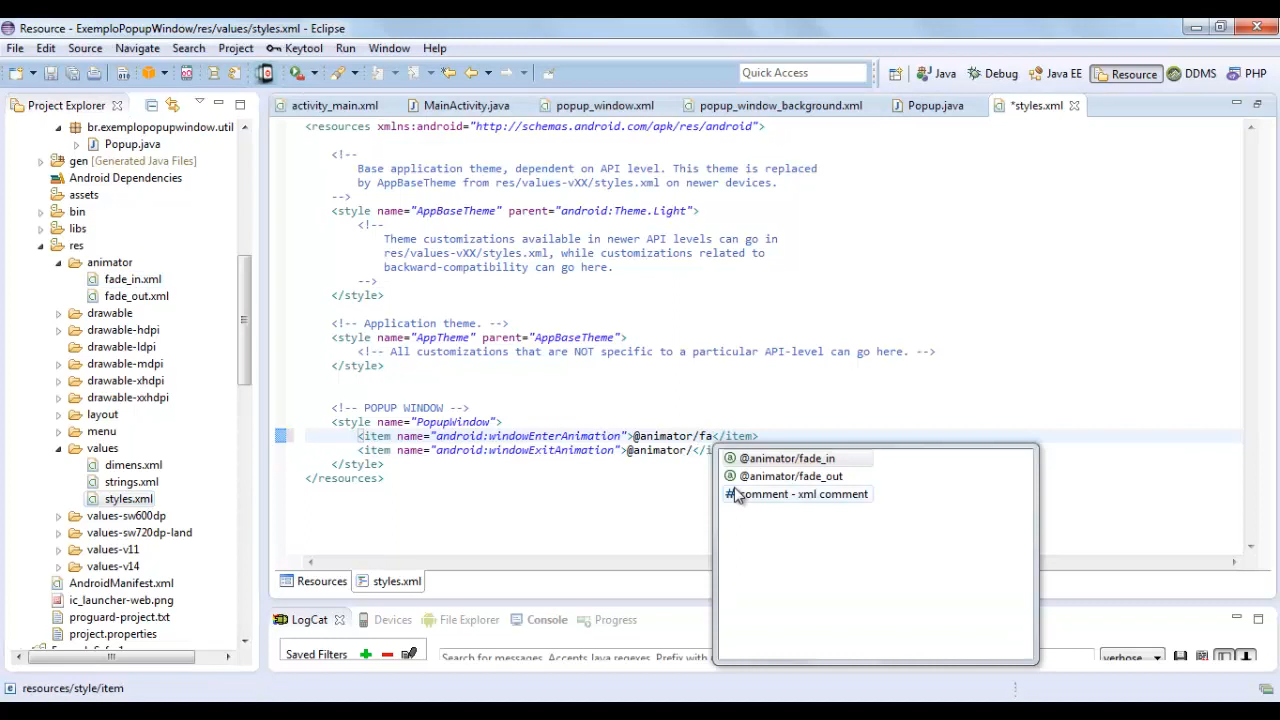 Resource - ExemploPopupWindow/res/values/styles.xml - Eclipse
File Edit Source Navigate Search Project Keytool Run Window Help
Quick Access
Java
Debug
Java EE
Resource
DDMS
PHP
Project Explorer
activity_main.xml
MainActivity.java
popup_window.xml
popup_window_background.xml
Popup.java
*styles.xml
br.exemplopopupwindow.util
Popup.java
gen [Generated Java Files]
Android Dependencies
assets
bin
libs
res
animator
fade_in.xml
fade_out.xml
drawable
drawable-hdpi
drawable-ldpi
drawable-mdpi
drawable-xhdpi
drawable-xxhdpi
layout
menu
values
dimens.xml
strings.xml
styles.xml
values-sw600dp
values-sw720dp-land
values-v11
values-v14
AndroidManifest.xml
ic_launcher-web.png
proguard-project.txt
project.properties
<resources xmlns:android="http://schemas.android.com/apk/res/android">
<!--
Base application theme, dependent on API level. This theme is replaced
by AppBaseTheme from res/values-vXX/styles.xml on newer devices.
-->
<style name="AppBaseTheme" parent="android:Theme.Light">
<!--
Theme customizations available in newer API levels can go in
res/values-vXX/styles.xml, while customizations related to
backward-compatibility can go here.
-->
</style>
<!-- Application theme. -->
<style name="AppTheme" parent="AppBaseTheme">
<!-- All customizations that are NOT specific to a particular API-level can go here. -->
</style>
<!-- POPUP WINDOW -->
<style name="PopupWindow">
<item name="android:windowEnterAnimation">@animator/fa</item>
<item name="android:windowExitAnimation">@animator/</i
</style>
</resources>
@animator/fade_in
@animator/fade_out
# comment - xml comment
Resources
styles.xml
LogCat
Devices
File Explorer
Console
Progress
Saved Filters
Search for messages. Accepts Java regexes. Prefix with
verbose
resources/style/item